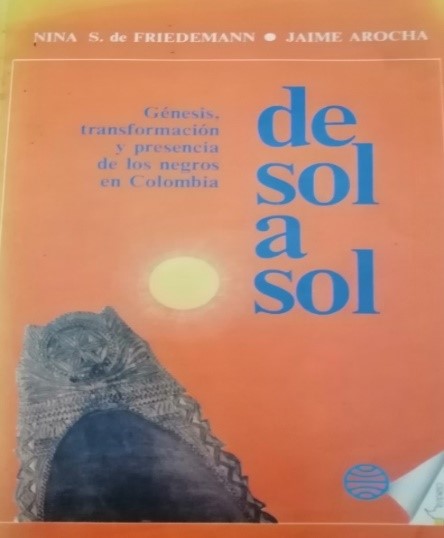 NINA S. de FRIEDEMANN ● JAIME AROCHA
Génesis,
transformación
y presencia
de los negros
en Colombia
de
sol
a
sol